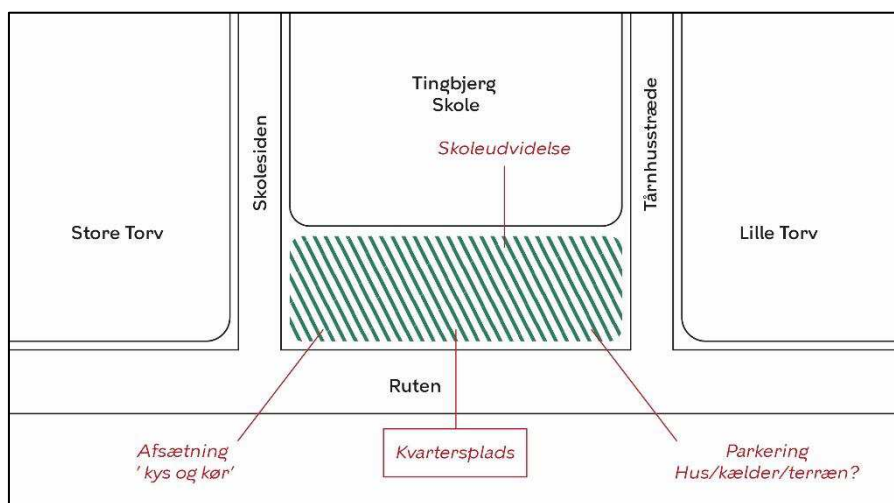 Tingbjerg
Skole
Skoleudvidelse
Skolesiden
Tårnhusstræde
Store Torv
Lille Torv
Ruten
Afsætning
'kys og kør'
Kvartersplads
Parkering
Hus/kælder/terræn?